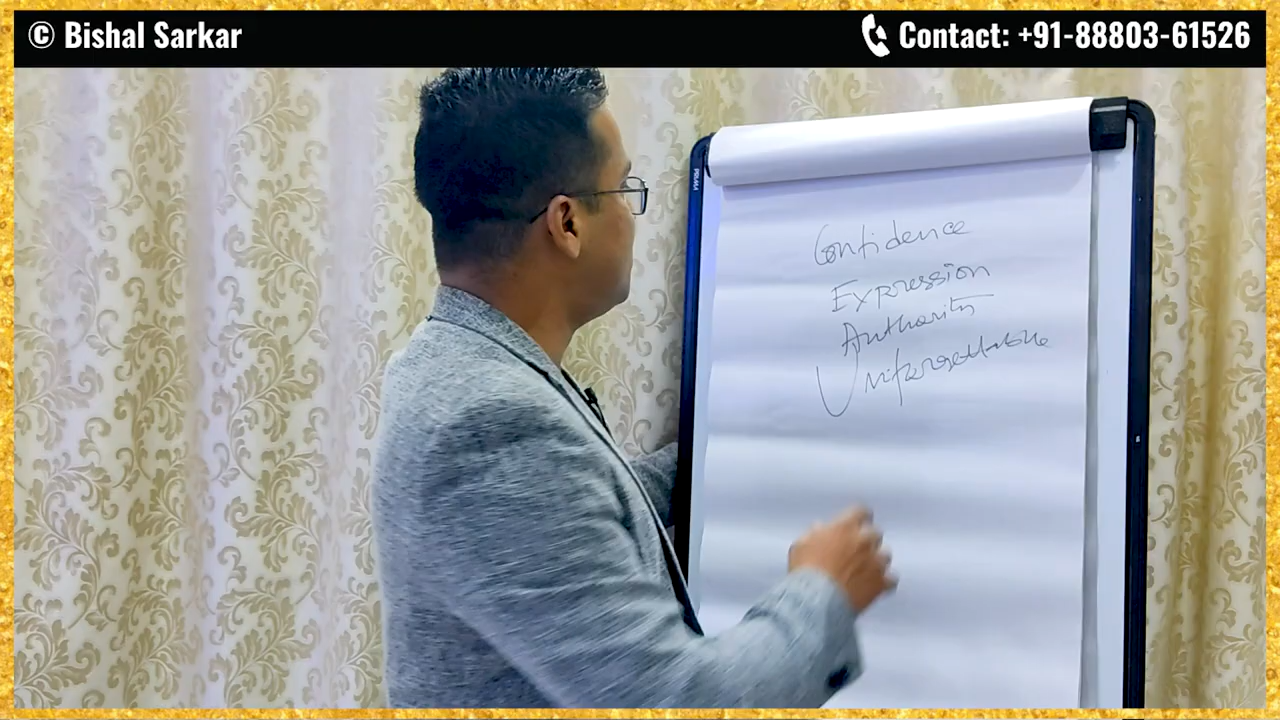 © Bishal Sarkar
Contact: +91-88803-61526
Confidence
Expression
Authority
Unforgettable